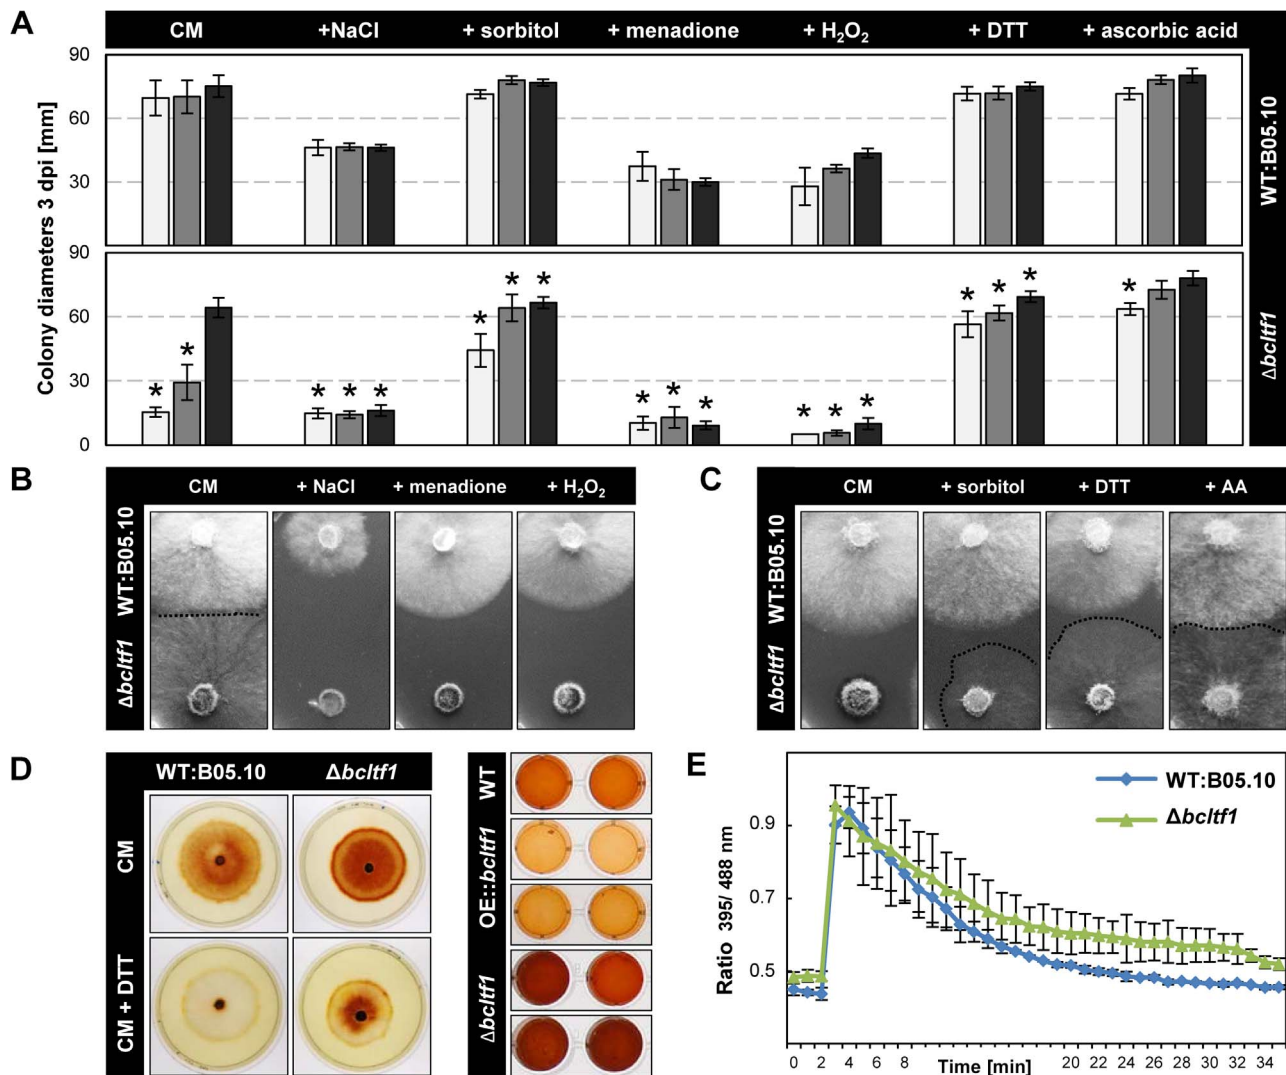 A
CM +NaCl + sorbitol + menadione + H₂O₂ + DTT + ascorbic acid
Colony diameters 3 dpi [mm]
90
60
30
90
60
30
0
WT:B05.10
Δbcltf1
* * * * * * * * * * * * * * * * * *
B
CM + NaCl + menadione + H₂O₂
WT:B05.10
Δbcltf1
C
CM + sorbitol + DTT + AA
WT:B05.10
Δbcltf1
D
WT:B05.10 Δbcltf1
CM
CM + DTT
WT
OE::bcltf1
Δbcltf1
E
WT:B05.10
Δbcltf1
Ratio 395/ 488 nm
0.9
0.7
0.5
0 2 4 6 8 20 22 24 26 28 30 32 34
Time [min]